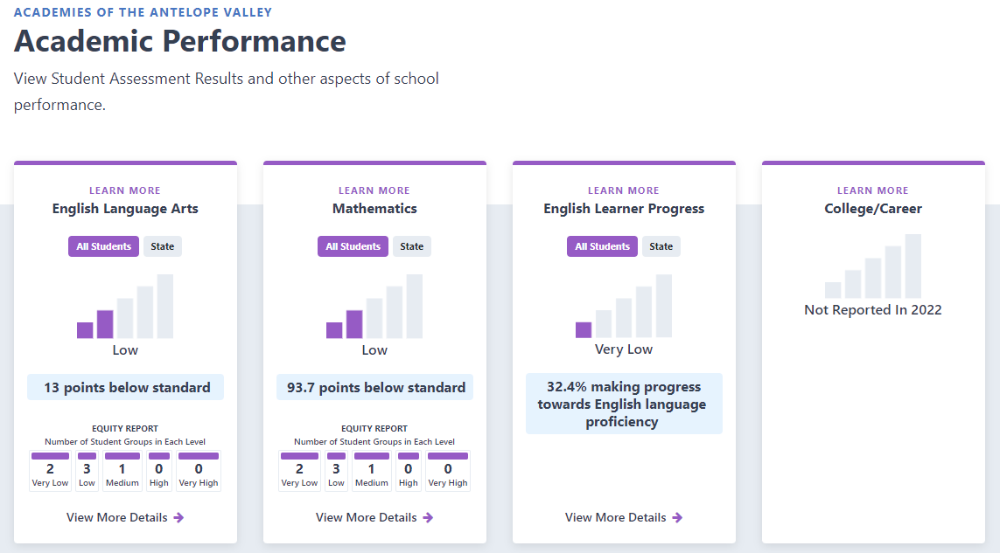 ACADEMIES OF THE ANTELOPE VALLEY
Academic Performance
View Student Assessment Results and other aspects of school
performance.
LEARN MORE
English Language Arts
All Students State
Low
13 points below standard
EQUITY REPORT
Number of Student Groups in Each Level
2 3 1 0 0
Very Low Low Medium High Very High
View More Details
LEARN MORE
Mathematics
All Students State
Low
93.7 points below standard
EQUITY REPORT
Number of Student Groups in Each Level
2 3 1 0 0
Very Low Low Medium High Very High
View More Details
LEARN MORE
English Learner Progress
All Students State
Very Low
32.4% making progress
towards English language
proficiency
View More Details
LEARN MORE
College/Career
Not Reported In 2022